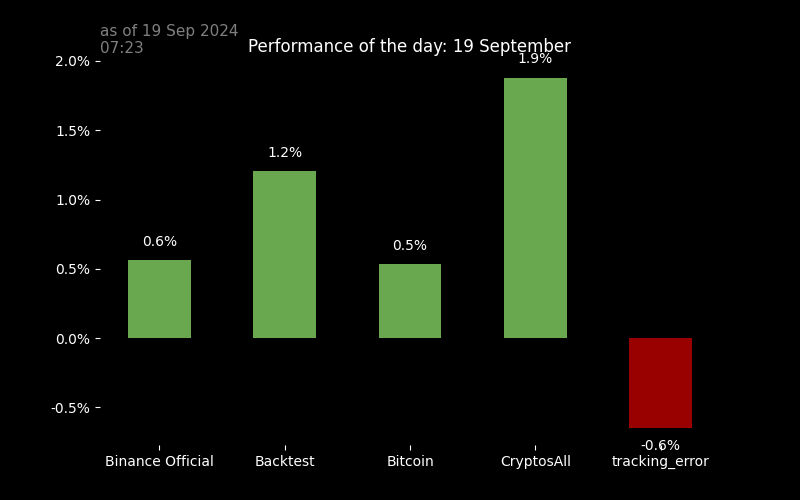 as of 19 Sep 2024
07:23
Performance of the day: 19 September
2.0%
1.5%
1.0%
0.5%
0.0%
-0.5%
0.6%
1.2%
0.5%
1.9%
-0.6%
Binance Official
Backtest
Bitcoin
CryptosAll
tracking_error